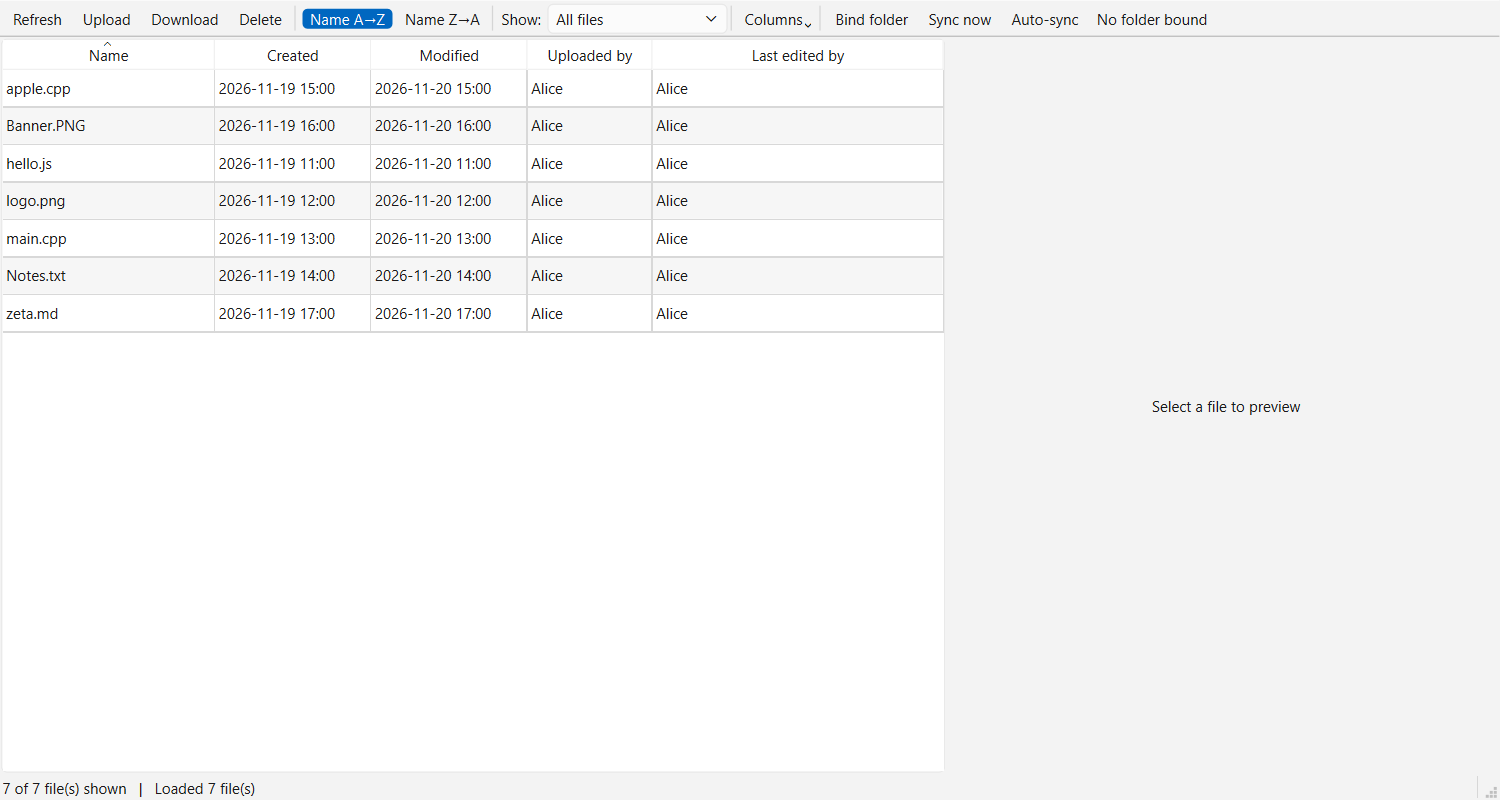 Refresh Upload Download Delete Name A→Z Name Z→A Show: All files Columns Bind folder Sync now Auto-sync No folder bound
Name Created Modified Uploaded by Last edited by
apple.cpp 2026-11-19 15:00 2026-11-20 15:00 Alice Alice
Banner.PNG 2026-11-19 16:00 2026-11-20 16:00 Alice Alice
hello.js 2026-11-19 11:00 2026-11-20 11:00 Alice Alice
logo.png 2026-11-19 12:00 2026-11-20 12:00 Alice Alice
main.cpp 2026-11-19 13:00 2026-11-20 13:00 Alice Alice
Notes.txt 2026-11-19 14:00 2026-11-20 14:00 Alice Alice
zeta.md 2026-11-19 17:00 2026-11-20 17:00 Alice Alice
Select a file to preview
7 of 7 file(s) shown | Loaded 7 file(s)